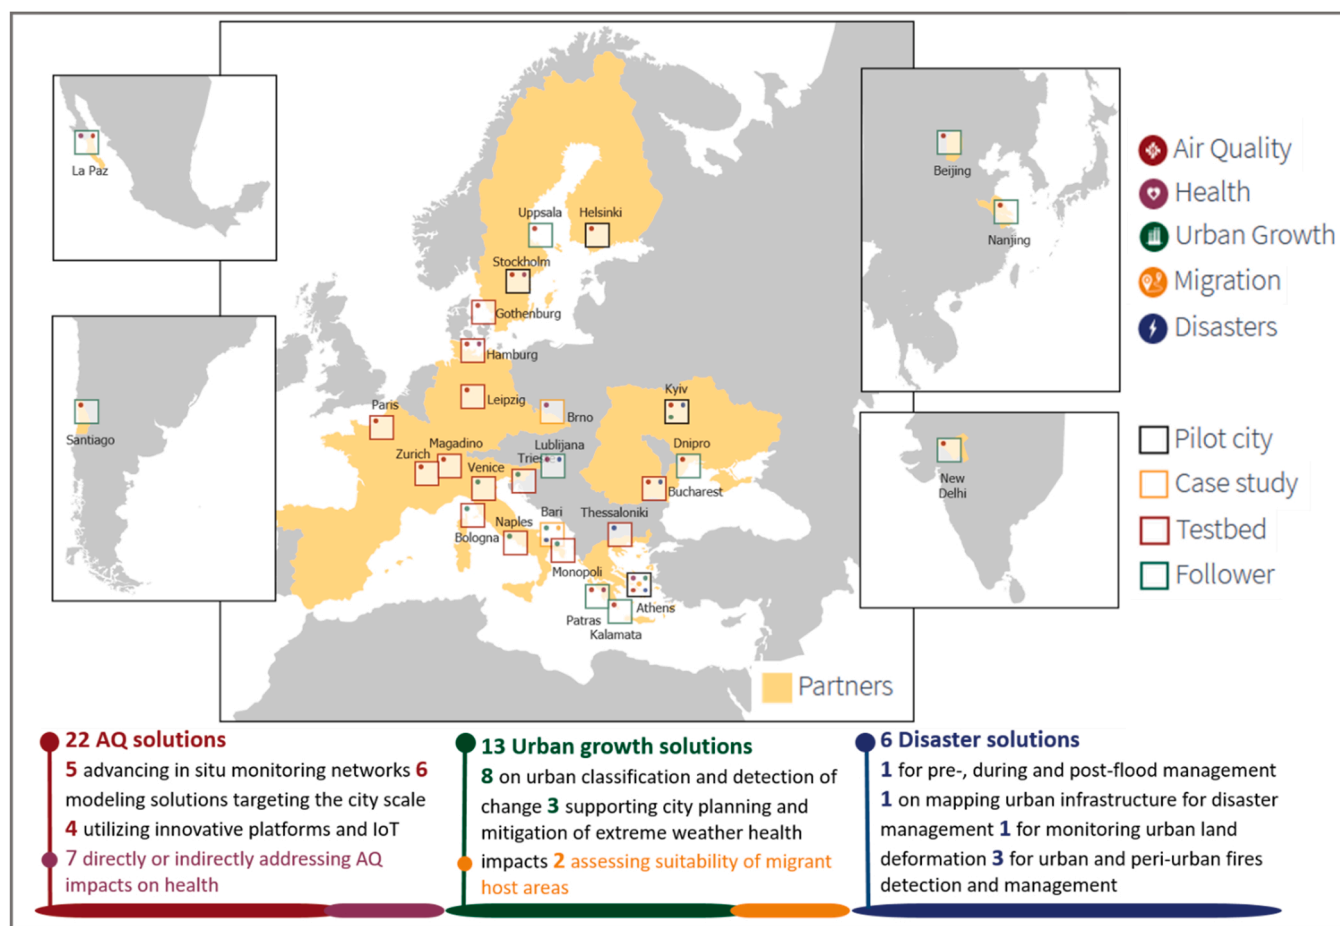 La Paz
Santiago
Uppsala
Helsinki
Stockholm
Gothenburg
Hamburg
Leipzig
Paris
Brno
Kyiv
Zurich
Magadino
Venice
Lublijana
Dnipro
Bucharest
Bologna
Naples
Bari
Thessaloniki
Monopoli
Athens
Patras
Kalamata
Beijing
Nanjing
New
Delhi
Air Quality
Health
Urban Growth
Migration
Disasters
Pilot city
Case study
Testbed
Follower
Partners
22 AQ solutions
5 advancing in situ monitoring networks 6
modeling solutions targeting the city scale
4 utilizing innovative platforms and IoT
7 directly or indirectly addressing AQ
impacts on health
13 Urban growth solutions
8 on urban classification and detection of
change 3 supporting city planning and
mitigation of extreme weather health
impacts 2 assessing suitability of migrant
host areas
6 Disaster solutions
1 for pre-, during and post-flood management
1 on mapping urban infrastructure for disaster
management 1 for monitoring urban land
deformation 3 for urban and peri-urban fires
detection and management